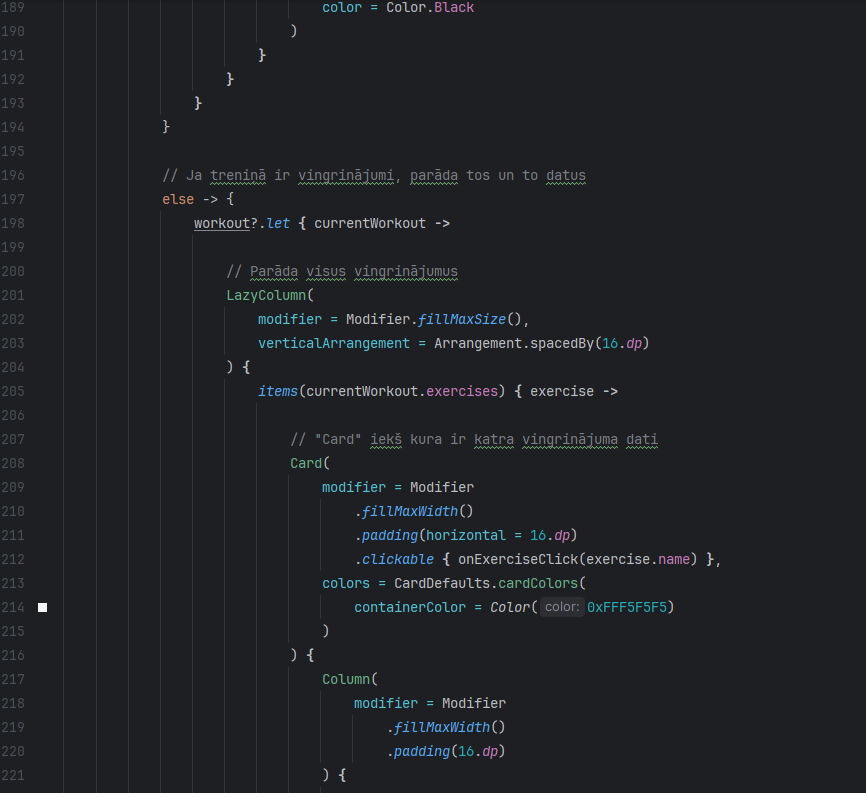 189 color = Color.Black
190 )
191 }
192 }
193 }
194 }
195
196 // Ja treniņā ir vingrinājumi, parāda tos un to datus
197 else -> {
198 workout?.let { currentWorkout ->
199
200 // Parāda visus vingrinājumus
201 LazyColumn(
202 modifier = Modifier.fillMaxSize(),
203 verticalArrangement = Arrangement.spacedBy(16.dp)
204 ) {
205 items(currentWorkout.exercises) { exercise ->
206
207 // "Card" iekš kura ir katra vingrinājuma dati
208 Card(
209 modifier = Modifier
210 .fillMaxWidth()
211 .padding(horizontal = 16.dp)
212 .clickable { onExerciseClick(exercise.name) },
213 colors = CardDefaults.cardColors(
214 containerColor = Color( color: 0xFFF5F5F5)
215 )
216 ) {
217 Column(
218 modifier = Modifier
219 .fillMaxWidth()
220 .padding(16.dp)
221 ) {